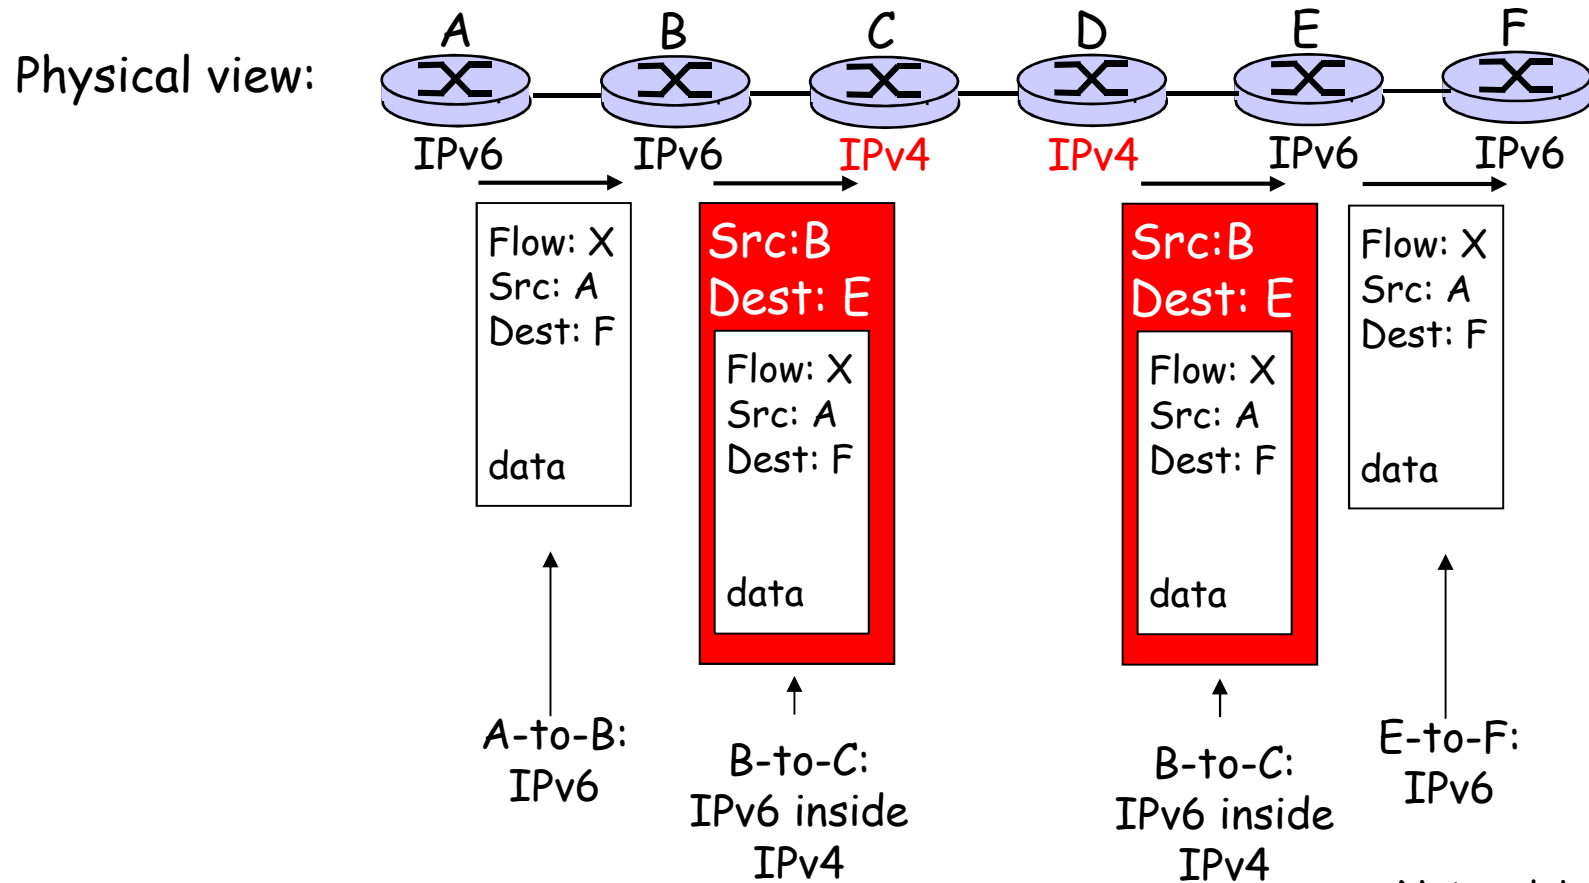 A
B
C
D
E
F
Physical view:
IPv6
IPv6
IPv4
IPv4
IPv6
IPv6
Flow: X
Src: A
Dest: F
data
Src:B
Dest: E
Flow: X
Src: A
Dest: F
data
Src:B
Dest: E
Flow: X
Src: A
Dest: F
data
Flow: X
Src: A
Dest: F
data
A-to-B:
IPv6
B-to-C:
IPv6 inside
IPv4
B-to-C:
IPv6 inside
IPv4
E-to-F:
IPv6